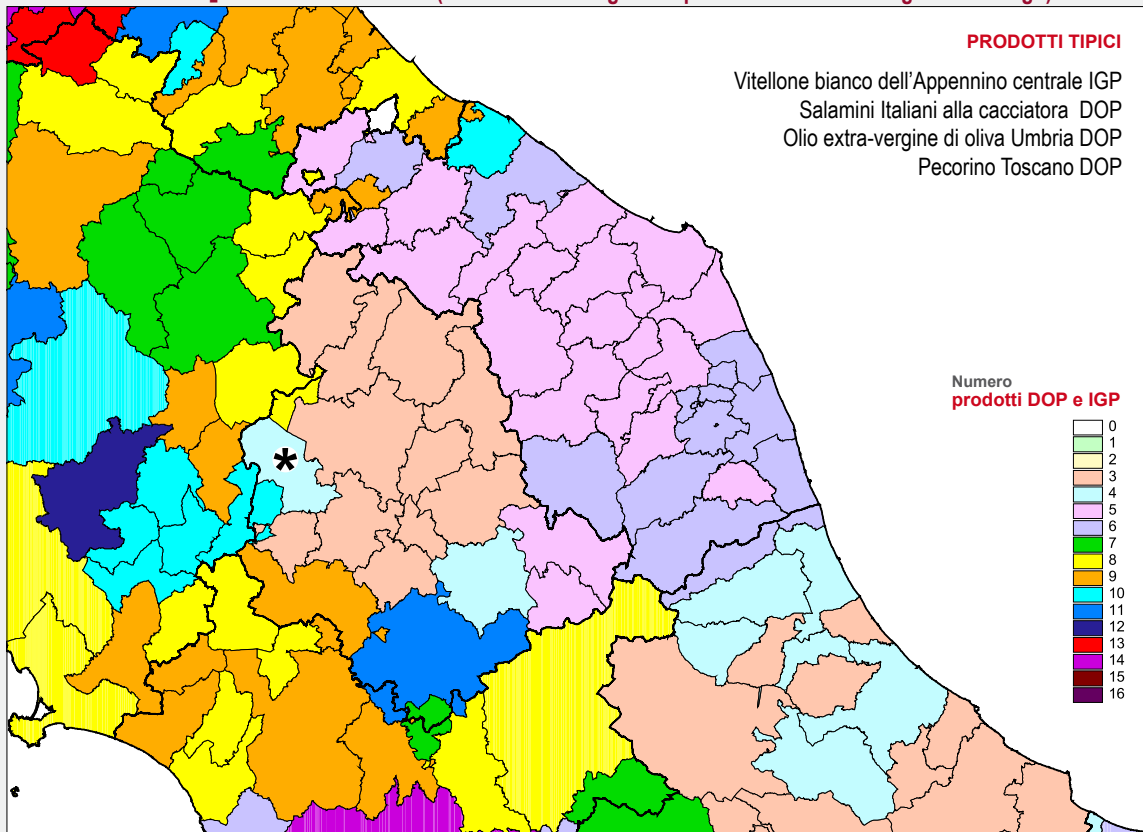 PRODOTTI TIPICI
Vitellone bianco dell'Appennino centrale IGP
Salamini Italiani alla cacciatora DOP
Olio extra-vergine di oliva Umbria DOP
Pecorino Toscano DOP
*
Numero
prodotti DOP e IGP
0
1
2
3
4
5
6
7
8
9
10
11
12
13
14
15
16